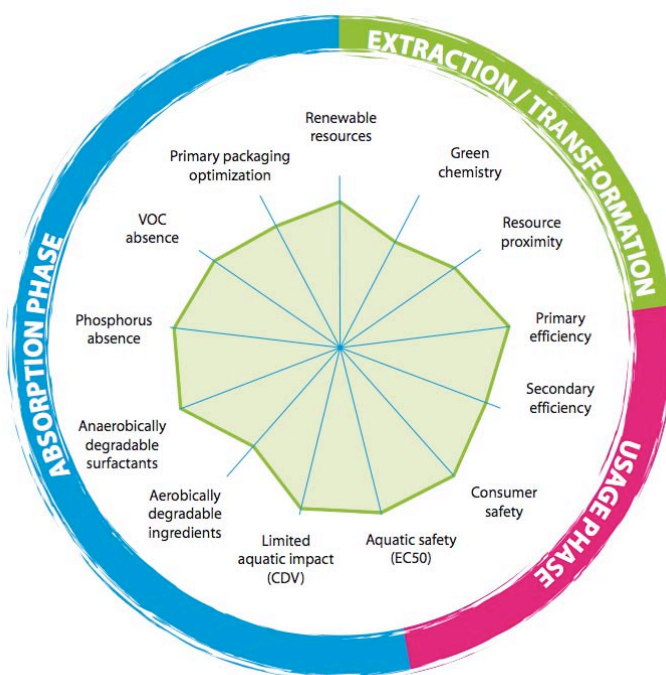 EXTRACTION / TRANSFORMATION
USAGE PHASE
ABSORPTION PHASE
Renewable
resources
Green
chemistry
Resource
proximity
Primary
efficiency
Secondary
efficiency
Consumer
safety
Aquatic safety
(EC50)
Limited
aquatic impact
(CDV)
Aerobically
degradable
ingredients
Anaerobically
degradable
surfactants
Phosphorus
absence
VOC
absence
Primary packaging
optimization